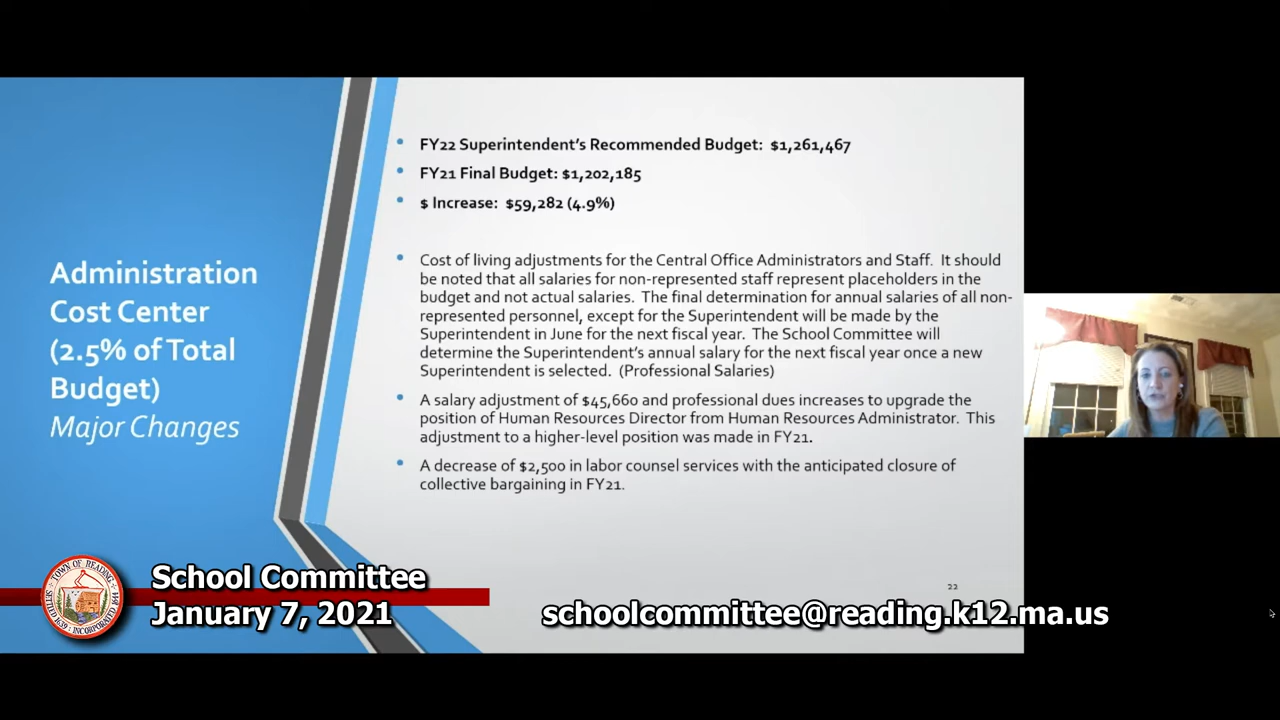 FY22 Superintendent's Recommended Budget: $1,261,467
FY21 Final Budget: $1,202,185
$ Increase: $59,282 (4.9%)
Administration
Cost Center
(2.5% of Total
Budget)
Major Changes
Cost of living adjustments for the Central Office Administrators and Staff. It should
be noted that all salaries for non-represented staff represent placeholders in the
budget and not actual salaries. The final determination for annual salaries of all non-
represented personnel, except for the Superintendent will be made by the
Superintendent in June for the next fiscal year. The School Committee will
determine the Superintendent's annual salary for the next fiscal year once a new
Superintendent is selected. (Professional Salaries)
A salary adjustment of $45,660 and professional dues increases to upgrade the
position of Human Resources Director from Human Resources Administrator. This
adjustment to a higher-level position was made in FY21.
A decrease of $2,500 in labor counsel services with the anticipated closure of
collective bargaining in FY21.
22
TOWN OF READING
SETTLED 1639 · INCORPORATED 1644
School Committee
January 7, 2021
schoolcommittee@reading.k12.ma.us